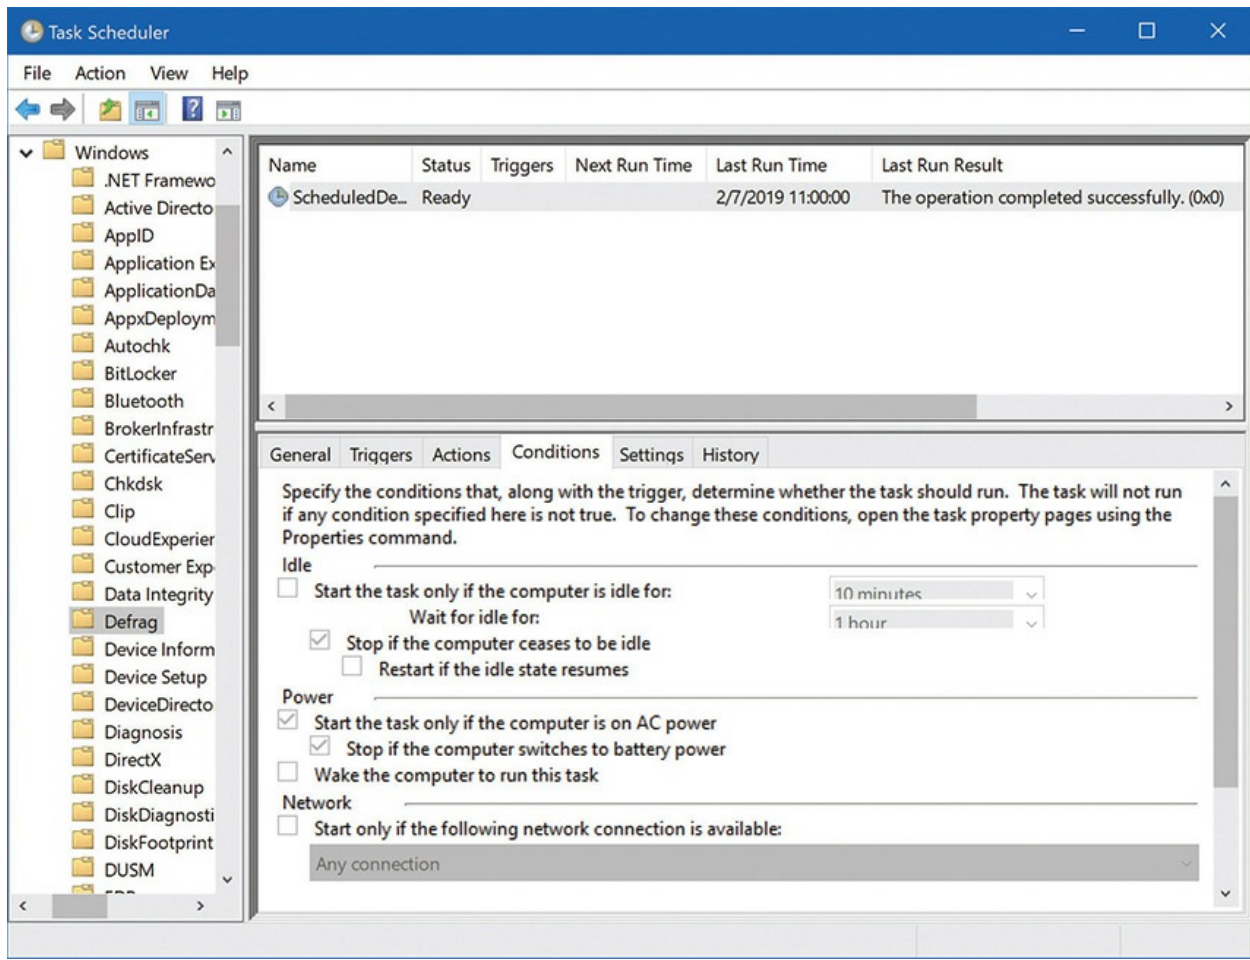 Task Scheduler
File Action View Help
Windows
.NET Framewo
Active Directo
AppID
Application Ex
ApplicationDa
AppxDeploym
Autochk
BitLocker
Bluetooth
BrokerInfrastr
CertificateServ
Chkdsk
Clip
CloudExperier
Customer Exp
Data Integrity
Defrag
Device Inform
Device Setup
DeviceDirecto
Diagnosis
DirectX
DiskCleanup
DiskDiagnosti
DiskFootprint
DUSM
Name Status Triggers Next Run Time Last Run Time Last Run Result
ScheduledDe... Ready 2/7/2019 11:00:00 The operation completed successfully. (0x0)
General Triggers Actions Conditions Settings History
Specify the conditions that, along with the trigger, determine whether the task should run. The task will not run
if any condition specified here is not true. To change these conditions, open the task property pages using the
Properties command.
Idle
Start the task only if the computer is idle for: 10 minutes
Wait for idle for: 1 hour
Stop if the computer ceases to be idle
Restart if the idle state resumes
Power
Start the task only if the computer is on AC power
Stop if the computer switches to battery power
Wake the computer to run this task
Network
Start only if the following network connection is available:
Any connection